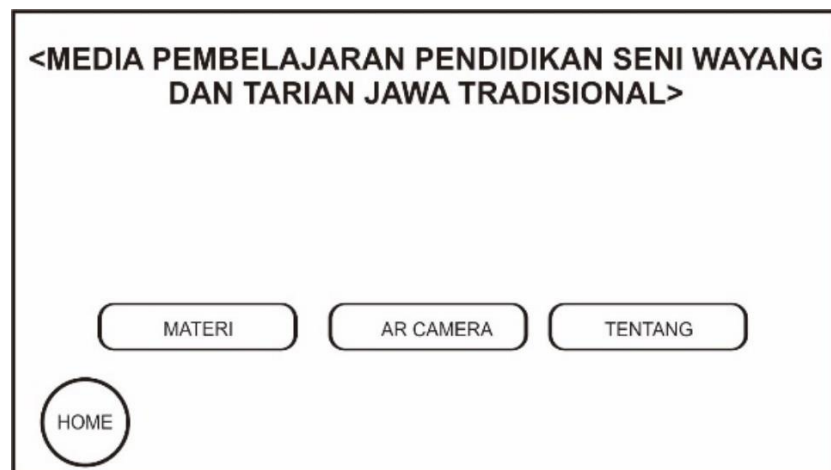 <MEDIA PEMBELAJARAN PENDIDIKAN SENI WAYANG
DAN TARIAN JAWA TRADISIONAL>
MATERI
AR CAMERA
TENTANG
HOME